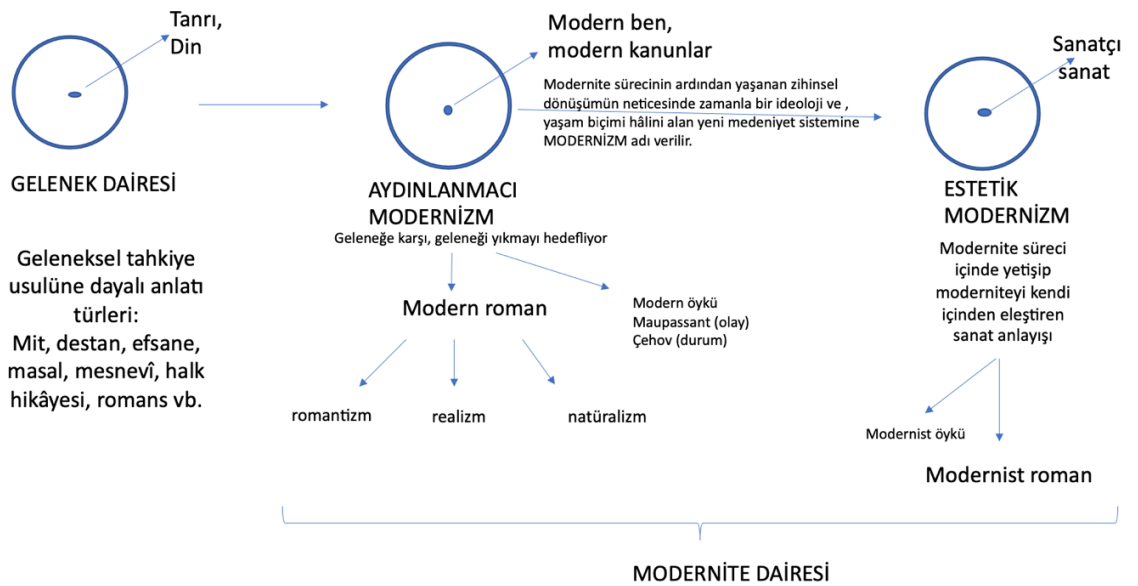 Tanrı,
Din
GELENEK DAİRESİ
Geleneksel tahkiye
usulüne dayalı anlatı
türleri:
Mit, destan, efsane,
masal, mesnevî, halk
hikâyesi, romans vb.
Modern ben,
modern kanunlar
Modernite sürecinin ardından yaşanan zihinsel
dönüşümün neticesinde zamanla bir ideoloji ve ,
yaşam biçimi hâlini alan yeni medeniyet sistemine
MODERNİZM adı verilir.
AYDINLANMACI
MODERNİZM
Geleneğe karşı, geleneği yıkmayı hedefliyor
Modern roman
Modern öykü
Maupassant (olay)
Çehov (durum)
romantizm
realizm
natüralizm
Sanatçı
sanat
ESTETİK
MODERNİZM
Modernite süreci
içinde yetişip
moderniteyi kendi
içinden eleştiren
sanat anlayışı
Modernist öykü
Modernist roman
MODERNİTE DAİRESİ